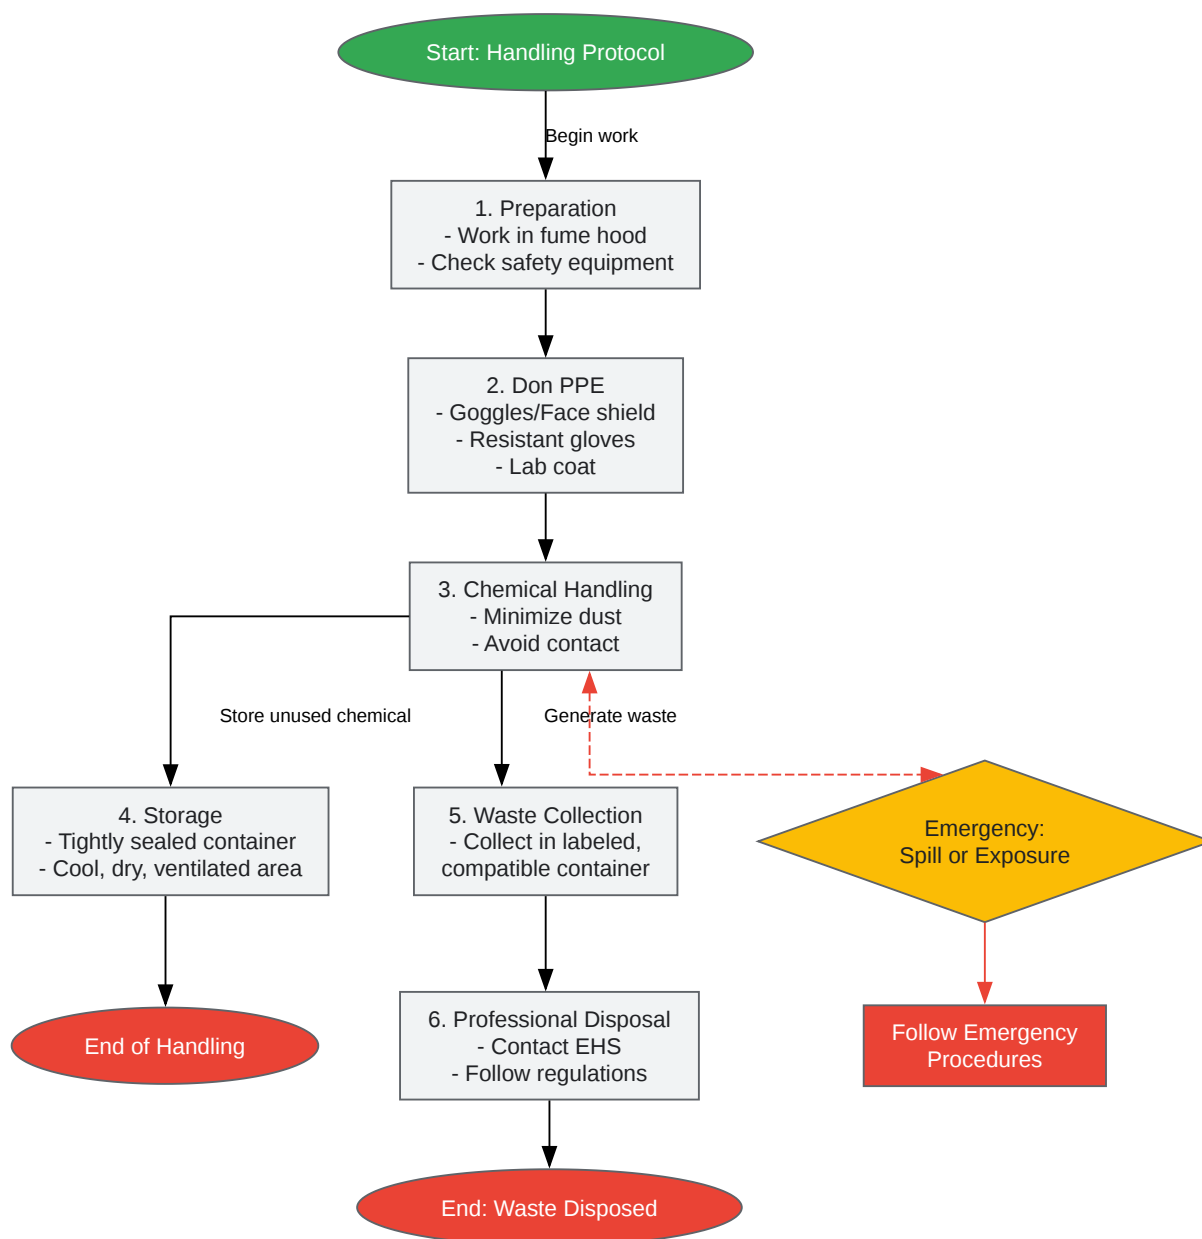 Start: Handling Protocol
Begin work
1. Preparation
- Work in fume hood
- Check safety equipment
2. Don PPE
- Goggles/Face shield
- Resistant gloves
- Lab coat
3. Chemical Handling
- Minimize dust
- Avoid contact
Store unused chemical
Generate waste
4. Storage
- Tightly sealed container
- Cool, dry, ventilated area
5. Waste Collection
- Collect in labeled,
compatible container
Emergency:
Spill or Exposure
End of Handling
6. Professional Disposal
- Contact EHS
- Follow regulations
Follow Emergency
Procedures
End: Waste Disposed